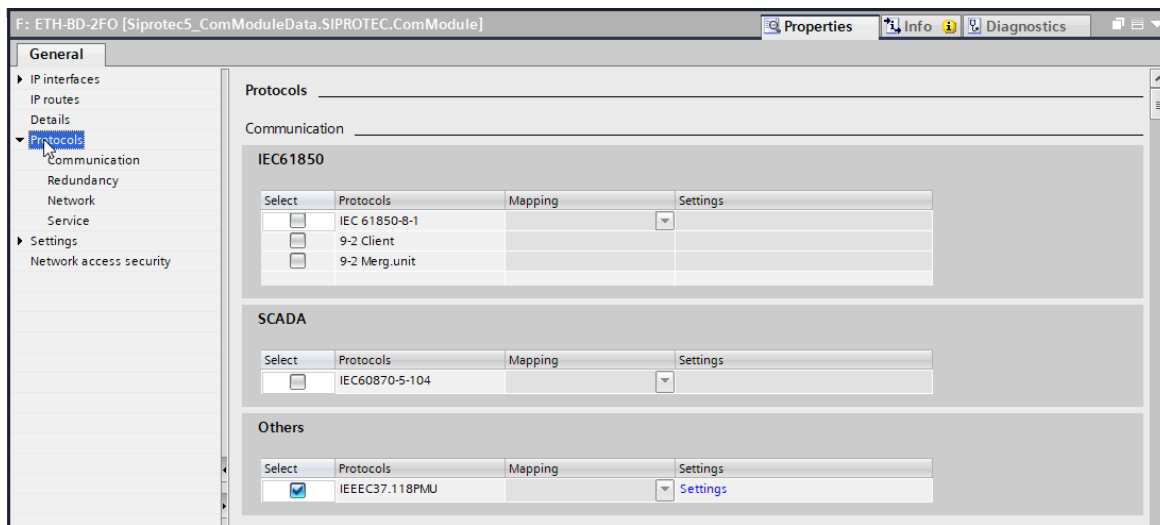 F: ETH-BD-2FO [Siprotec5_ComModuleData.SIPROTEC.ComModule]
Properties
Info
Diagnostics
General
IP interfaces
IP routes
Details
Protocols
Communication
Redundancy
Network
Service
Settings
Network access security
Protocols
Communication
IEC61850
Select Protocols Mapping Settings
IEC 61850-8-1
9-2 Client
9-2 Merg.unit
SCADA
Select Protocols Mapping Settings
IEC60870-5-104
Others
Select Protocols Mapping Settings
IEEEC37.118PMU Settings